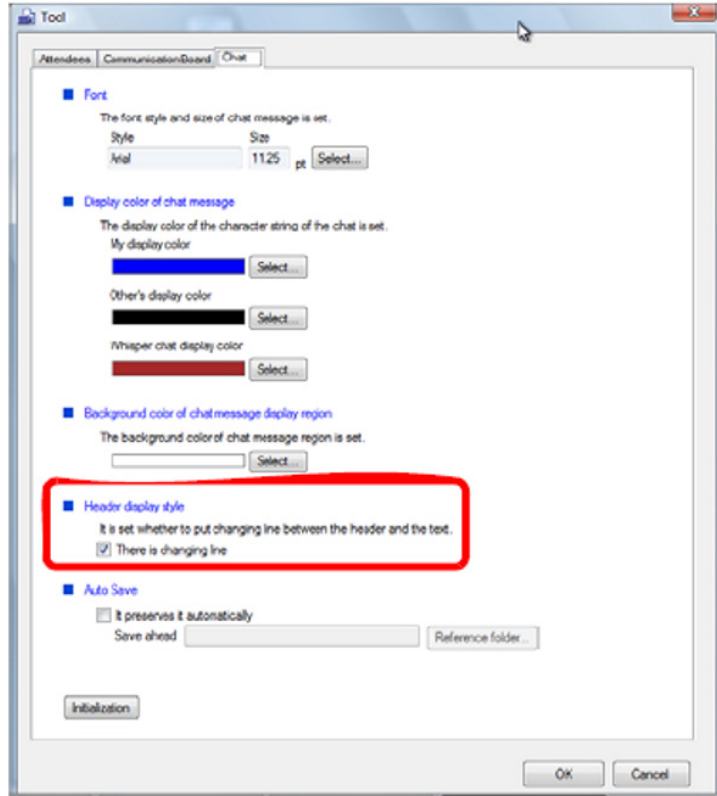 Tool
Attendees CommunicationBoard Chat
Font
The font style and size of chat message is set.
Style Size
Arial 11.25 pt Select...
Display color of chat message
The display color of the character string of the chat is set.
My display color
Select...
Other's display color
Select...
Whisper chat display color
Select...
Background color of chat message display region
The background color of chat message region is set.
Select...
Header display style
It is set whether to put changing line between the header and the text.
There is changing line
Auto Save
It preserves it automatically
Save ahead Reference folder...
Initialization
OK Cancel